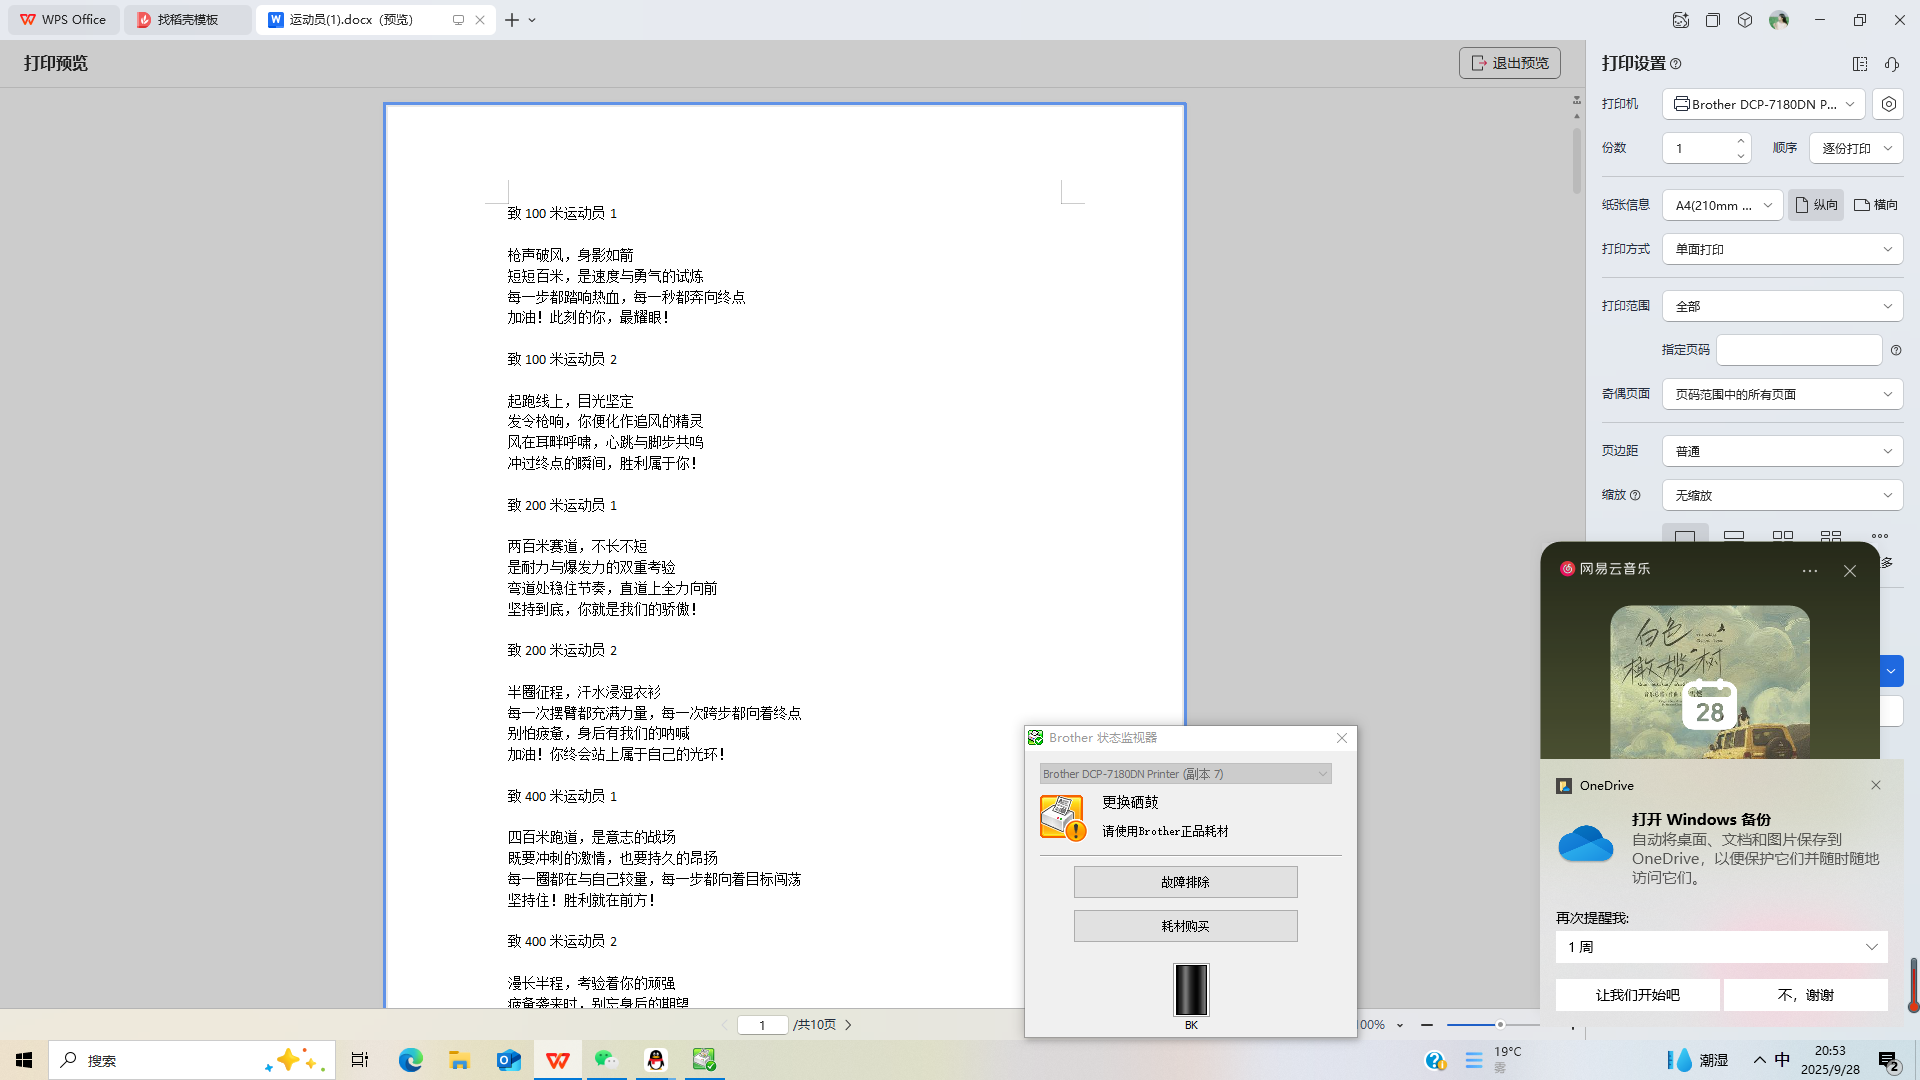 WPS Office
找稻壳模板
运动员(1).docx（预览）
打印预览
退出预览
致 100 米运动员 1
枪声破风，身影如箭
短短百米，是速度与勇气的试炼
每一步都踏响热血，每一秒都奔向终点
加油！此刻的你，最耀眼！
致 100 米运动员 2
起跑线上，目光坚定
发令枪响，你便化作追风的精灵
风在耳畔呼啸，心跳与脚步共鸣
冲过终点的瞬间，胜利属于你！
致 200 米运动员 1
两百米赛道，不长不短
是耐力与爆发力的双重考验
弯道处稳住节奏，直道上全力向前
坚持到底，你就是我们的骄傲！
致 200 米运动员 2
半圈征程，汗水浸湿衣衫
每一次摆臂都充满力量，每一次跨步都向着终点
别怕疲惫，身后有我们的呐喊
加油！你终会站上属于自己的光环！
致 400 米运动员 1
四百米跑道，是意志的战场
既要冲刺的激情，也要持久的昂扬
每一圈都在与自己较量，每一步都向着目标闯荡
坚持住！胜利就在前方！
致 400 米运动员 2
漫长半程，考验着你的顽强
疲惫袭来时，别忘身后的期望
1 /共10页
00%
打印设置
打印机 Brother DCP-7180DN P...
份数 1 顺序 逐份打印
纸张信息 A4(210mm ... 纵向 横向
打印方式 单面打印
打印范围 全部
指定页码
奇偶页面 页码范围中的所有页面
页边距 普通
缩放 无缩放
多
网易云音乐
白色
橄榄树
28
OneDrive
打开 Windows 备份
自动将桌面、文档和图片保存到
OneDrive，以便保护它们并随时随地
访问它们。
再次提醒我:
1 周
让我们开始吧
不，谢谢
Brother 状态监视器
Brother DCP-7180DN Printer (副本 7)
更换硒鼓
请使用Brother正品耗材
故障排除
耗材购买
BK
搜索
19°C
雾
潮湿
中
20:53
2025/9/28
2